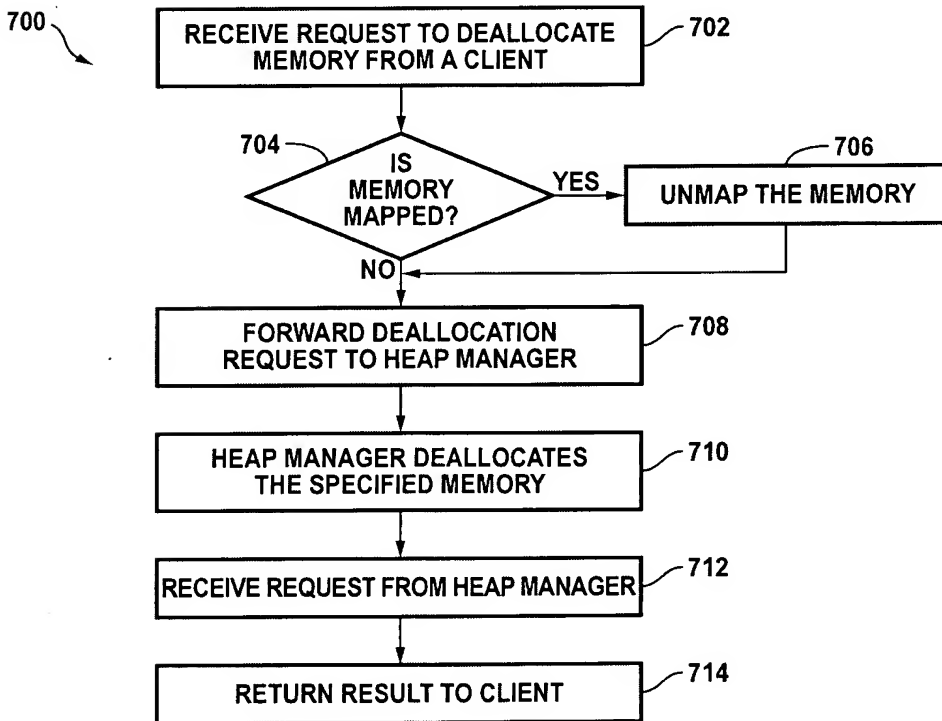 700
RECEIVE REQUEST TO DEALLOCATE
MEMORY FROM A CLIENT
702
704
IS
MEMORY
MAPPED?
YES
706
UNMAP THE MEMORY
NO
FORWARD DEALLOCATION
REQUEST TO HEAP MANAGER
708
HEAP MANAGER DEALLOCATES
THE SPECIFIED MEMORY
710
RECEIVE REQUEST FROM HEAP MANAGER
712
RETURN RESULT TO CLIENT
714